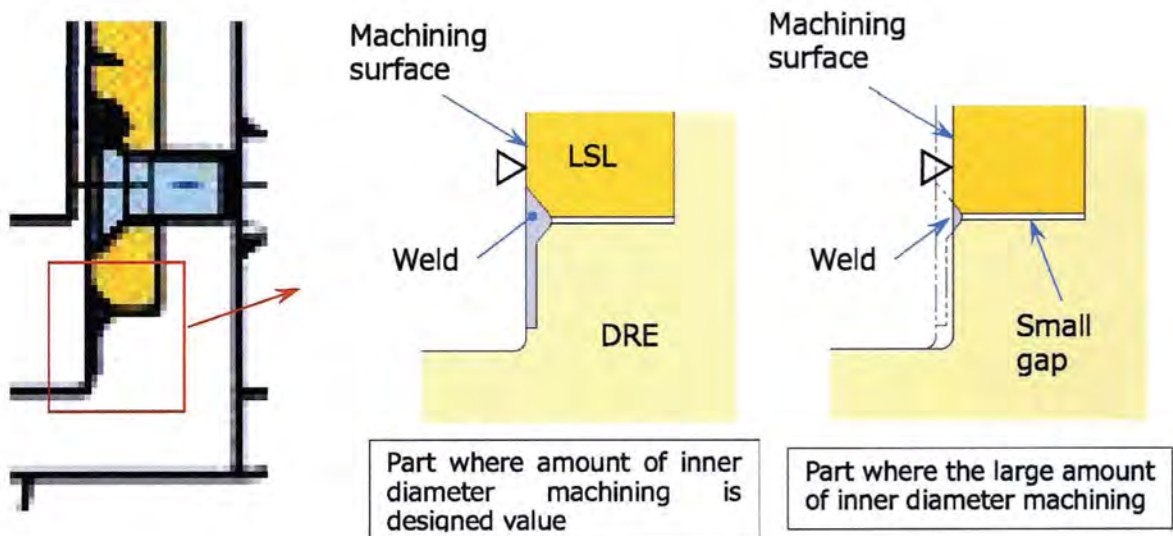 Machining
surface
LSL
Weld
DRE
Part where amount of inner
diameter machining is
designed value
Machining
surface
Weld
Small
gap
Part where the large amount
of inner diameter machining